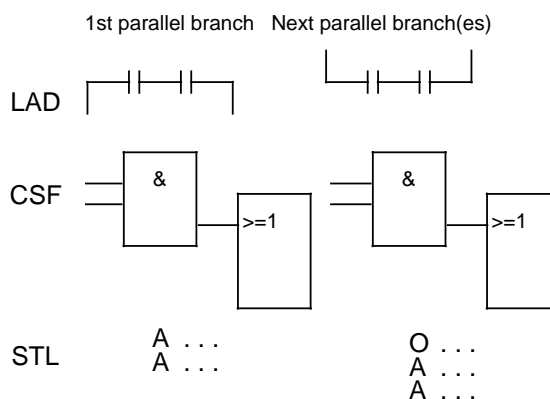 1st parallel branch Next parallel branch(es)
LAD
CSF
&
>=1
&
>=1
STL
A . . .
A . . .
O . . .
A . . .
A . . .